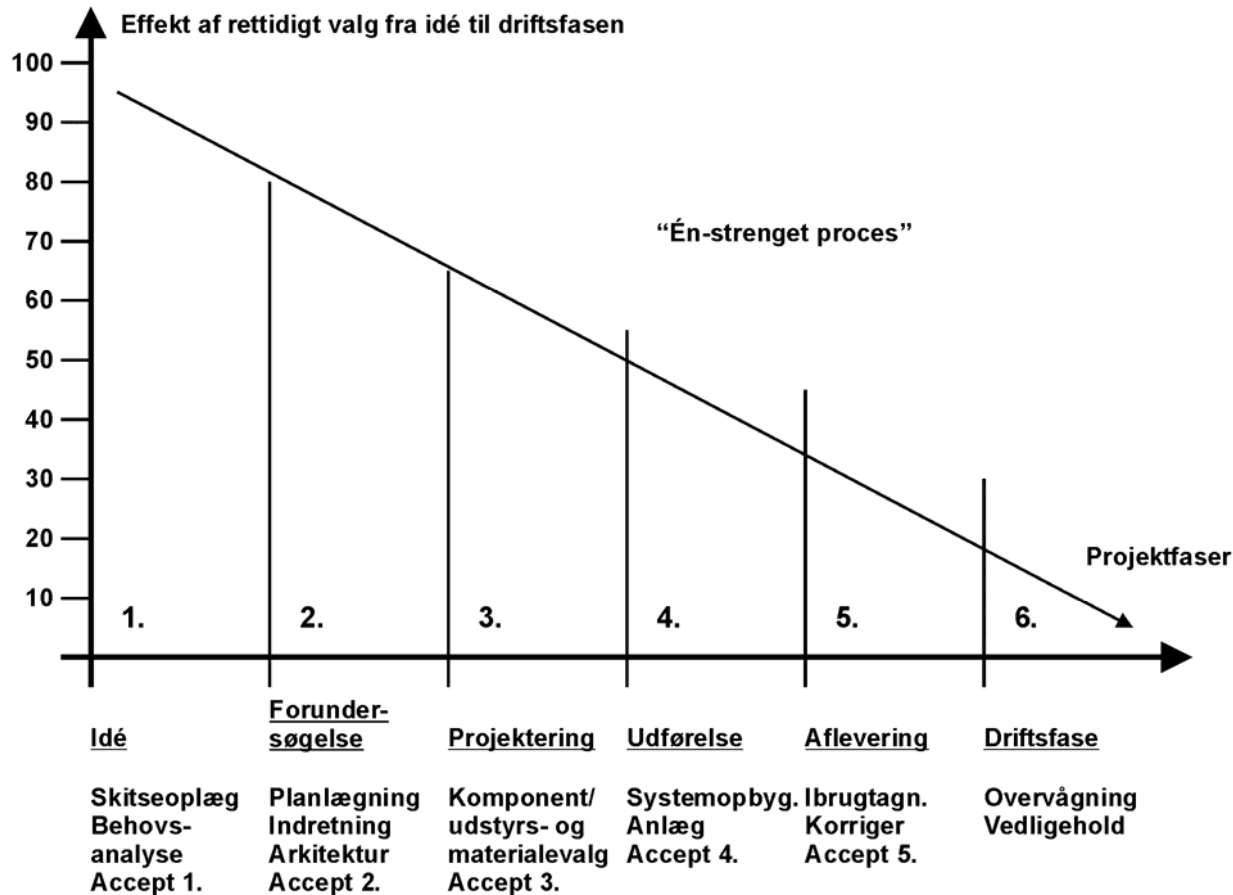 Effekt af rettidigt valg fra idé til driftsfasen
100
90
80
70
60
50
40
30
20
10
“Én-strenget proces”
Projektfaser
1.
2.
3.
4.
5.
6.
Idé
Skitseoplæg
Behovs-
analyse
Accept 1.
Forunder-
søgelse
Planlægning
Indretning
Arkitektur
Accept 2.
Projektering
Komponent/
udstyrs- og
materialevalg
Accept 3.
Udførelse
Systemopbyg.
Anlæg
Accept 4.
Aflevering
Ibrugtagn.
Korriger
Accept 5.
Driftsfase
Overvågning
Vedligehold